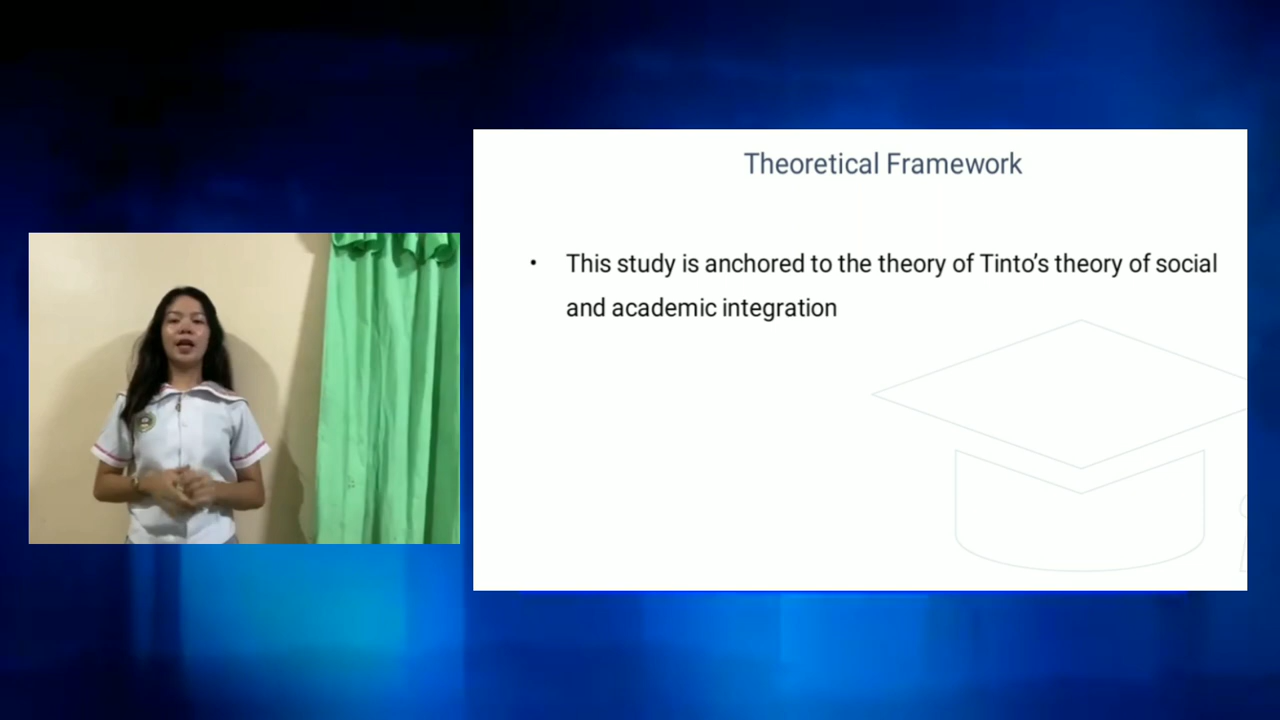 Theoretical Framework
• This study is anchored to the theory of Tinto’s theory of social
and academic integration